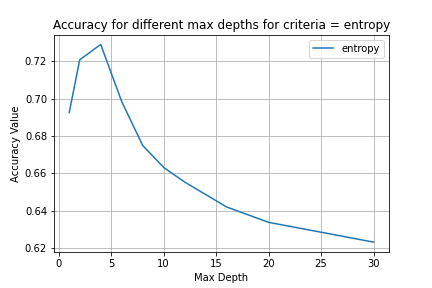 Accuracy for different max depths for criteria = entropy
entropy
0.72
0.70
0.68
0.66
0.64
0.62
Accuracy Value
0 5 10 15 20 25 30
Max Depth